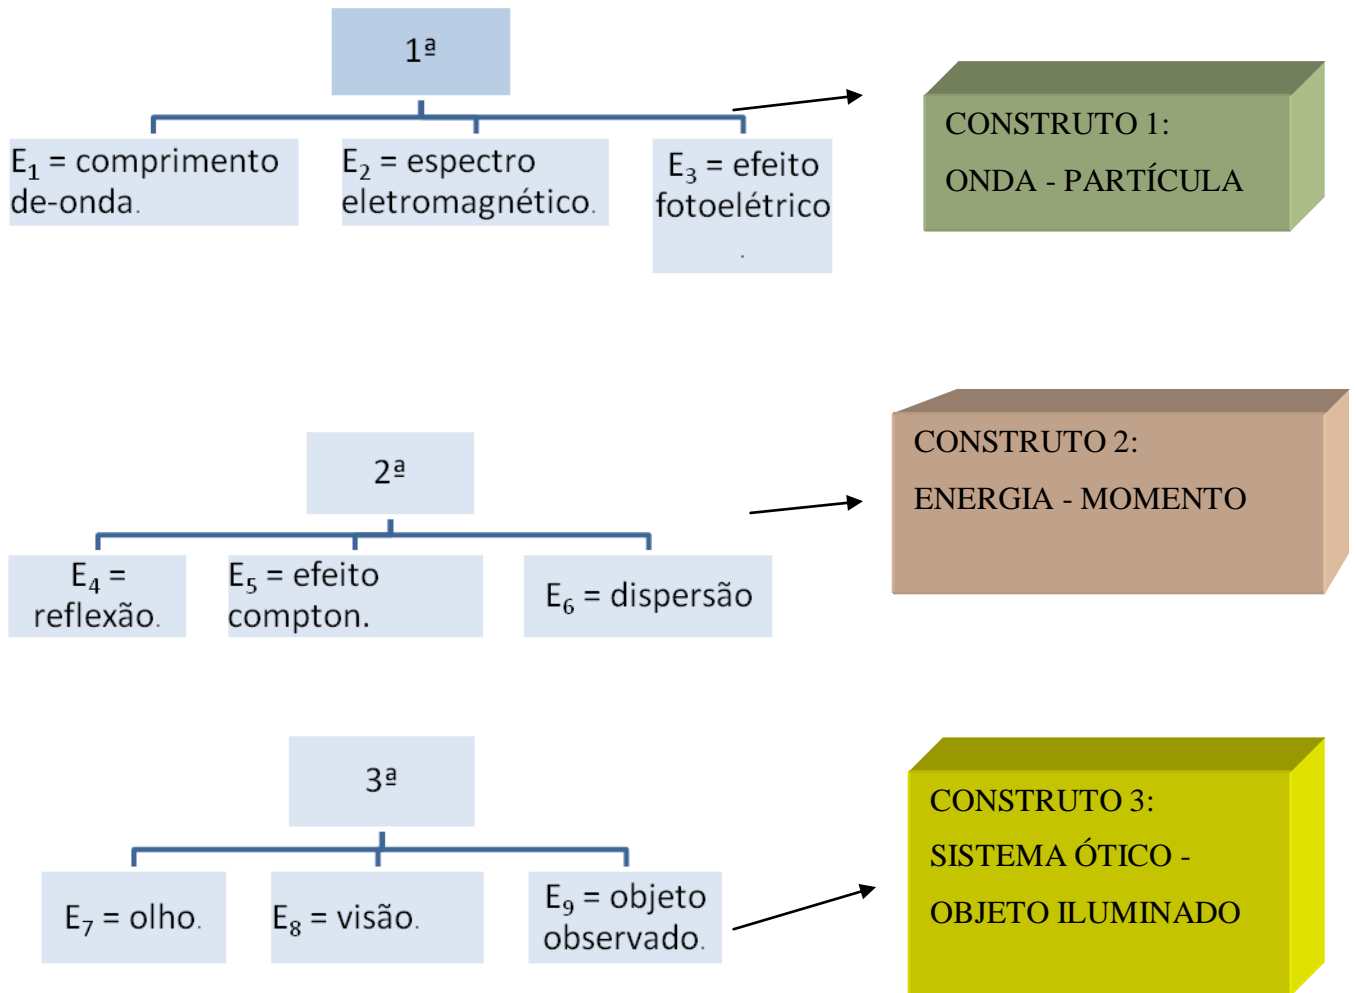 1ª
E₁ = comprimento
de-onda.
E₂ = espectro
eletromagnético.
E₃ = efeito
fotoelétrico
.
CONSTRUTO 1:
ONDA - PARTÍCULA
2ª
E₄ =
reflexão.
E₅ = efeito
compton.
E₆ = dispersão
CONSTRUTO 2:
ENERGIA - MOMENTO
3ª
E₇ = olho.
E₈ = visão.
E₉ = objeto
observado.
CONSTRUTO 3:
SISTEMA ÓTICO -
OBJETO ILUMINADO